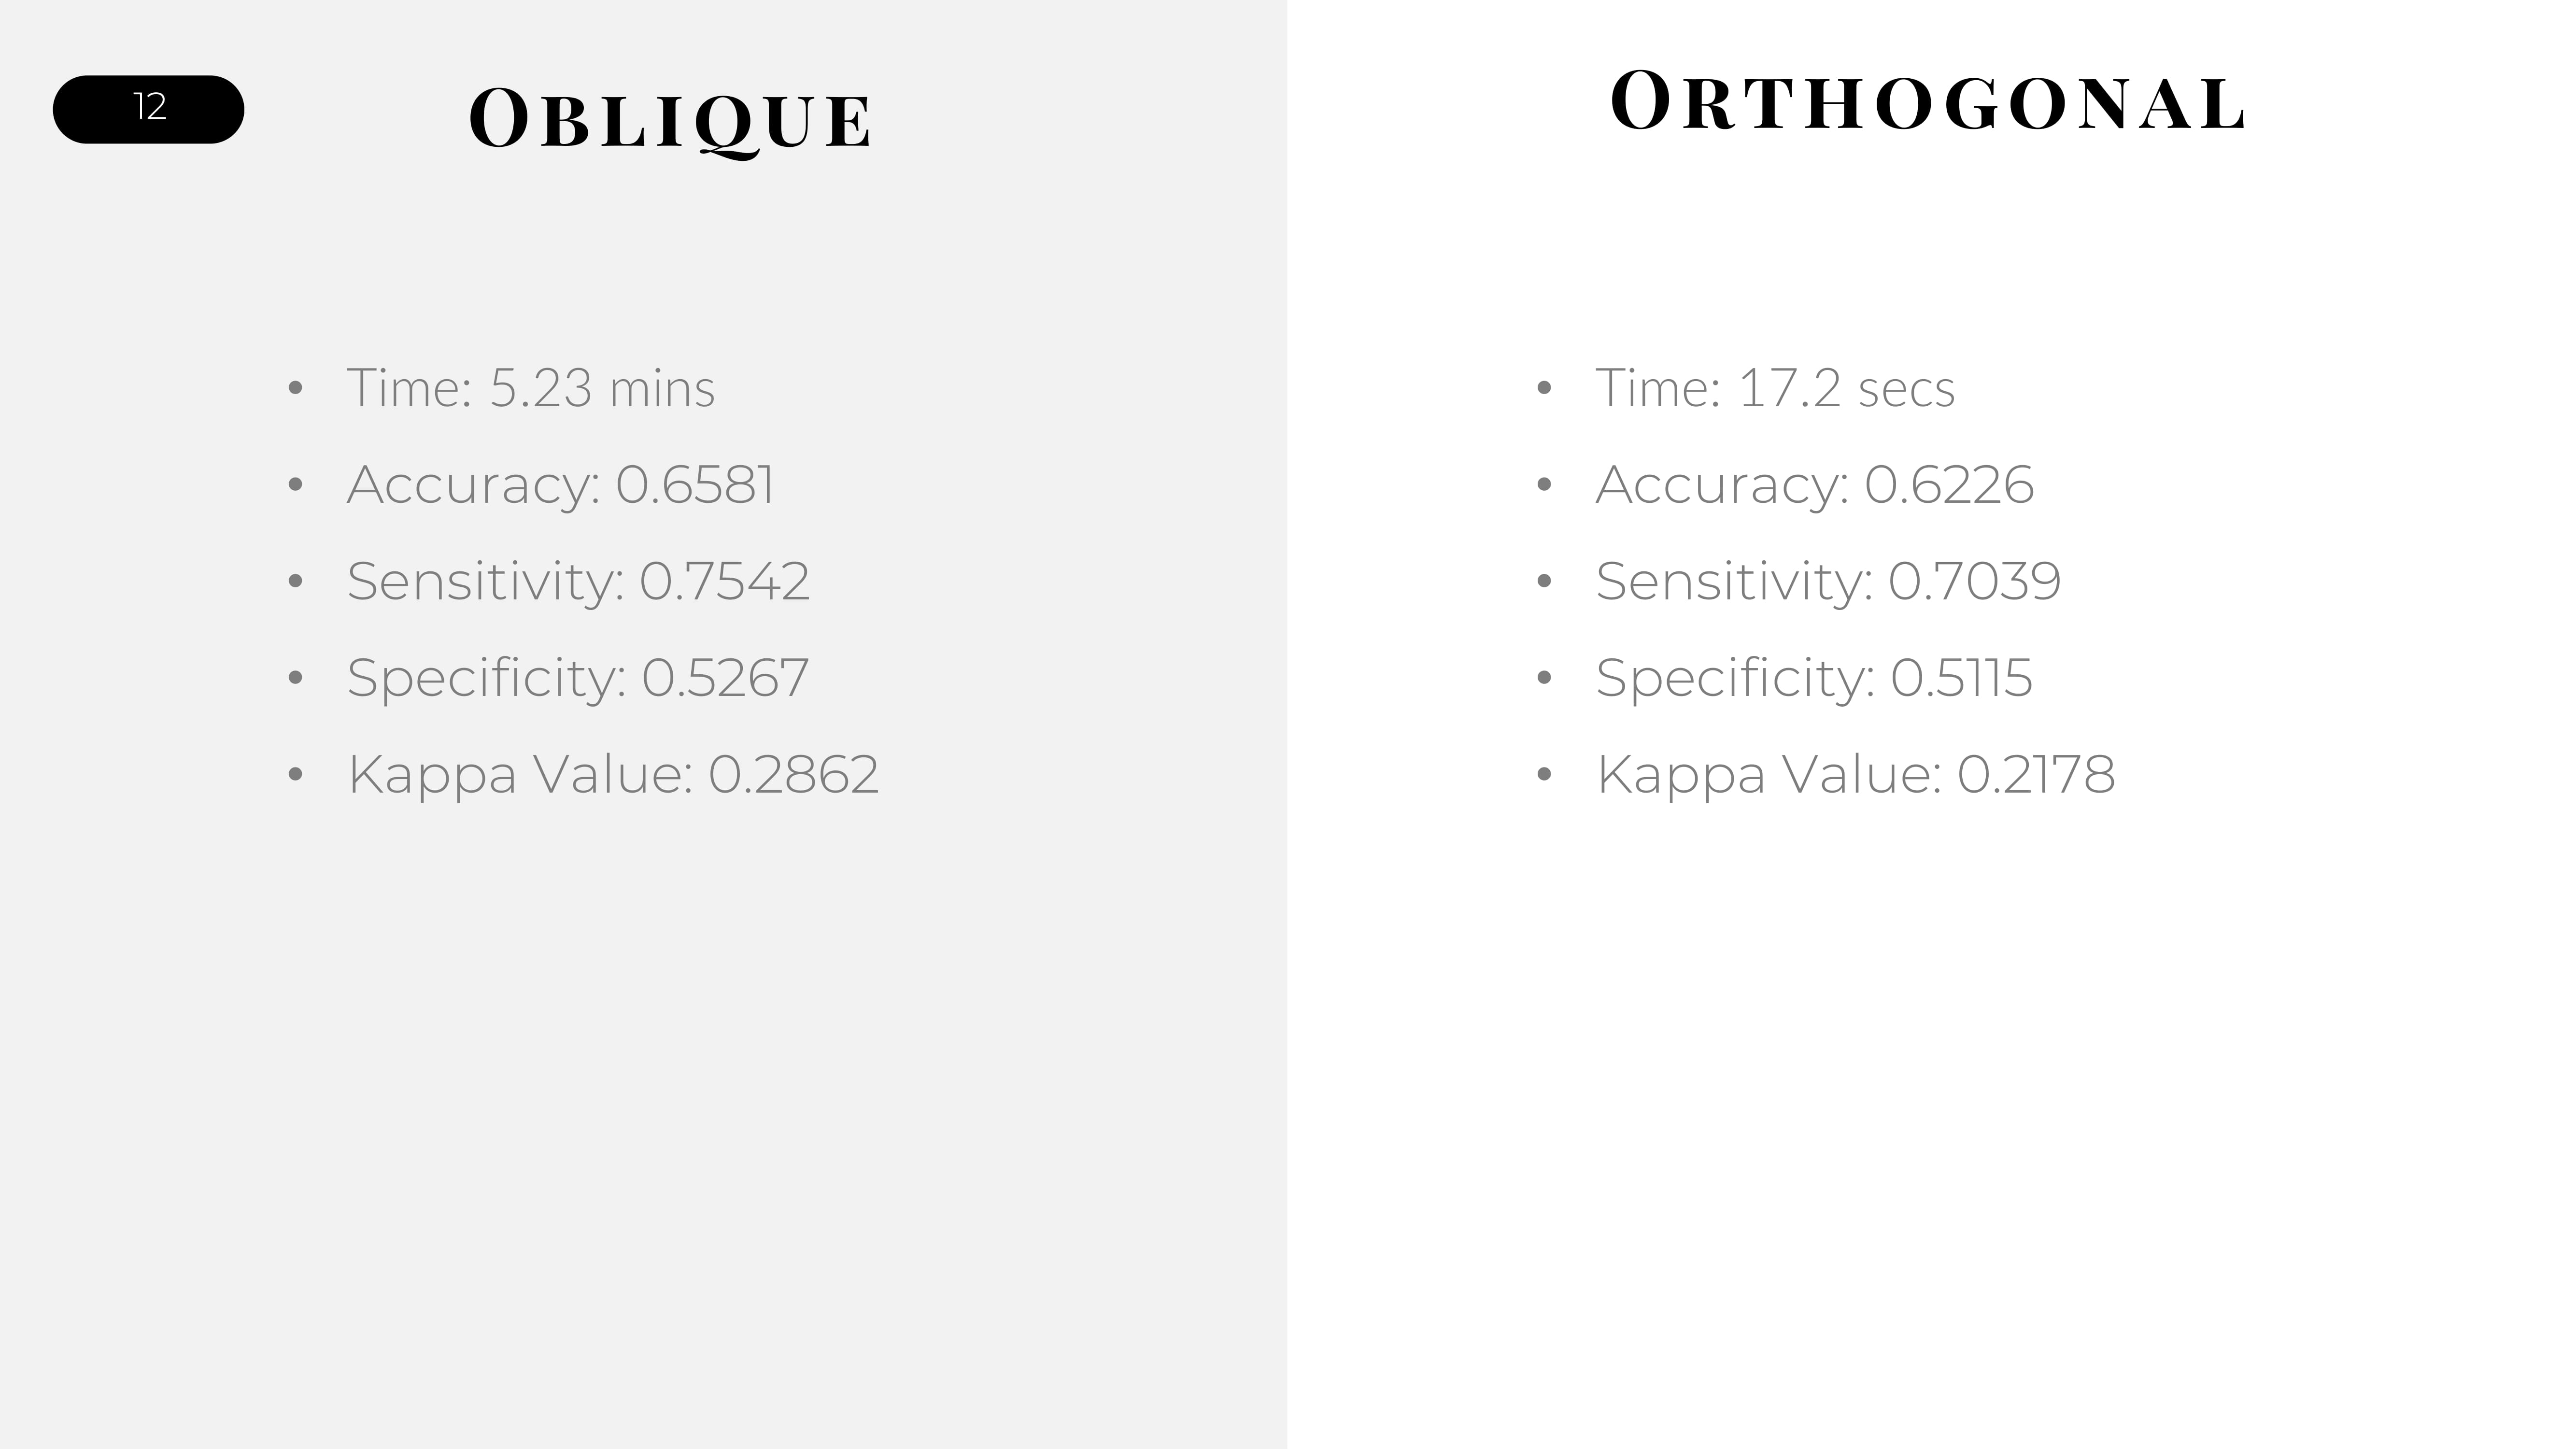 12
Oblique
• Time: 5.23 mins
• Accuracy: 0.6581
• Sensitivity: 0.7542
• Specificity: 0.5267
• Kappa Value: 0.2862
Orthogonal
• Time: 17.2 secs
• Accuracy: 0.6226
• Sensitivity: 0.7039
• Specificity: 0.5115
• Kappa Value: 0.2178